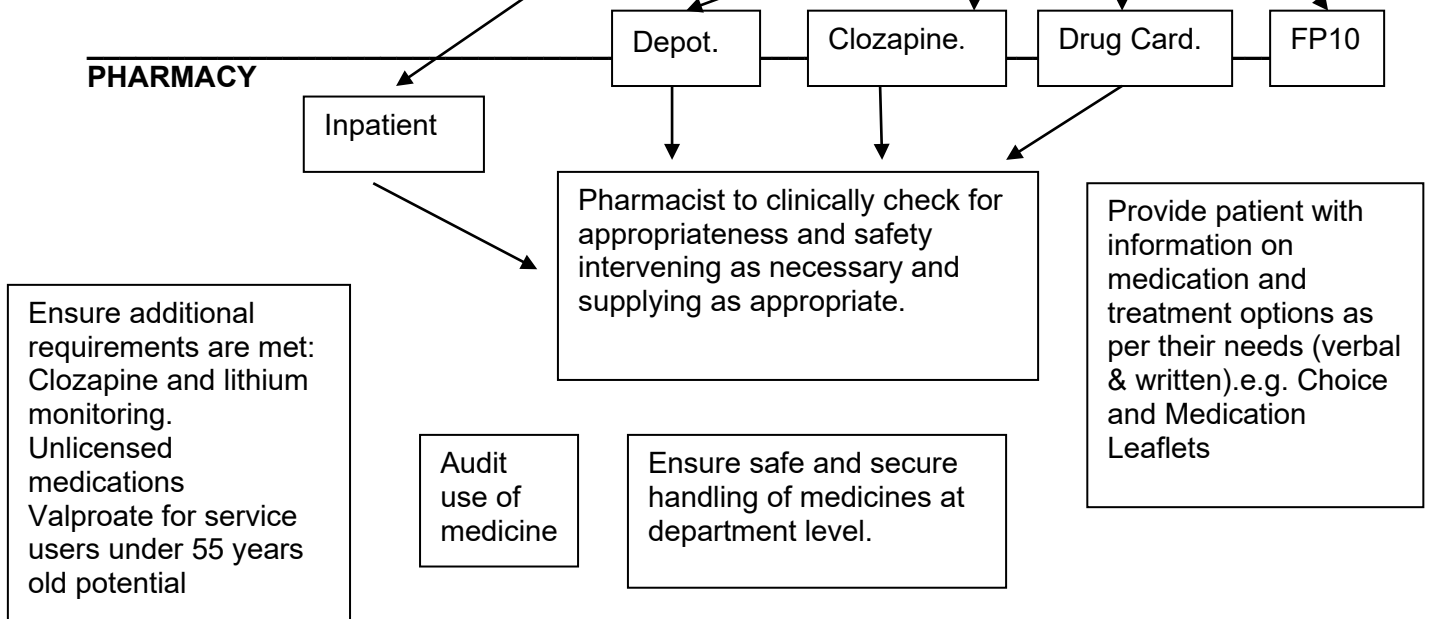 Depot.
Clozapine.
Drug Card.
FP10
PHARMACY
Inpatient
Pharmacist to clinically check for
appropriateness and safety
intervening as necessary and
supplying as appropriate.
Provide patient with
information on
medication and
treatment options as
per their needs (verbal
& written).e.g. Choice
and Medication
Leaflets
Ensure additional
requirements are met:
Clozapine and lithium
monitoring.
Unlicensed
medications
Valproate for service
users under 55 years
old potential
Audit
use of
medicine
Ensure safe and secure
handling of medicines at
department level.